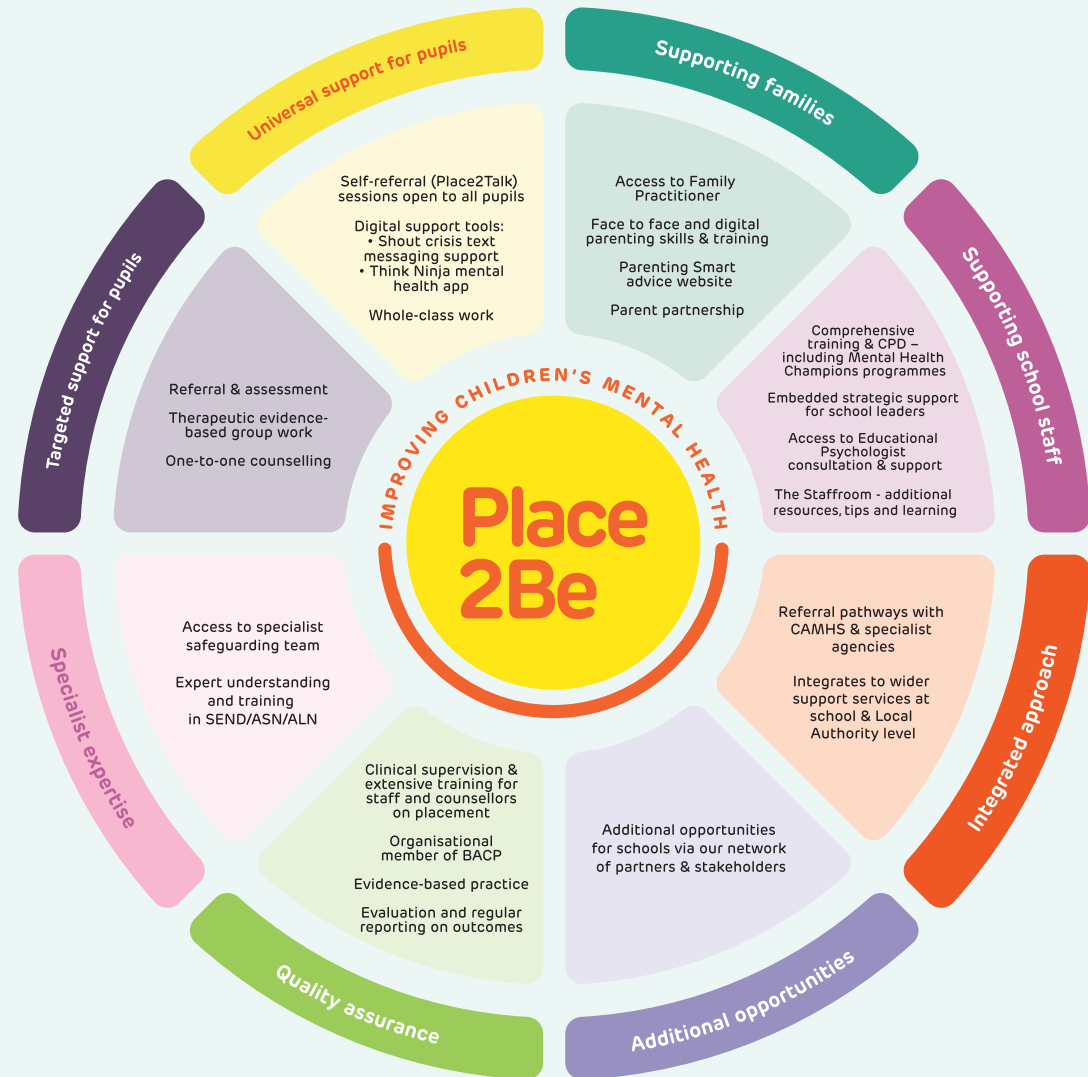 Universal support for pupils
Self-referral (Place2Talk)
sessions open to all pupils
Digital support tools:
• Shout crisis text
messaging support
• Think Ninja mental
health app
Whole-class work
Supporting families
Access to Family
Practitioner
Face to face and digital
parenting skills & training
Parenting Smart
advice website
Parent partnership
Supporting school staff
Comprehensive
training & CPD –
including Mental Health
Champions programmes
Embedded strategic support
for school leaders
Access to Educational
Psychologist
consultation & support
The Staffroom - additional
resources, tips and learning
Integrated approach
Referral pathways with
CAMHS & specialist
agencies
Integrates to wider
support services at
school & Local
Authority level
Additional opportunities
Additional opportunities
for schools via our network
of partners & stakeholders
Quality assurance
Clinical supervision &
extensive training for
staff and counsellors
on placement
Organisational
member of BACP
Evidence-based practice
Evaluation and regular
reporting on outcomes
Specialist expertise
Access to specialist
safeguarding team
Expert understanding
and training
in SEND/ASN/ALN
Targeted support for pupils
Referral & assessment
Therapeutic evidence-
based group work
One-to-one counselling
IMPROVING CHILDREN'S MENTAL HEALTH
Place
2Be